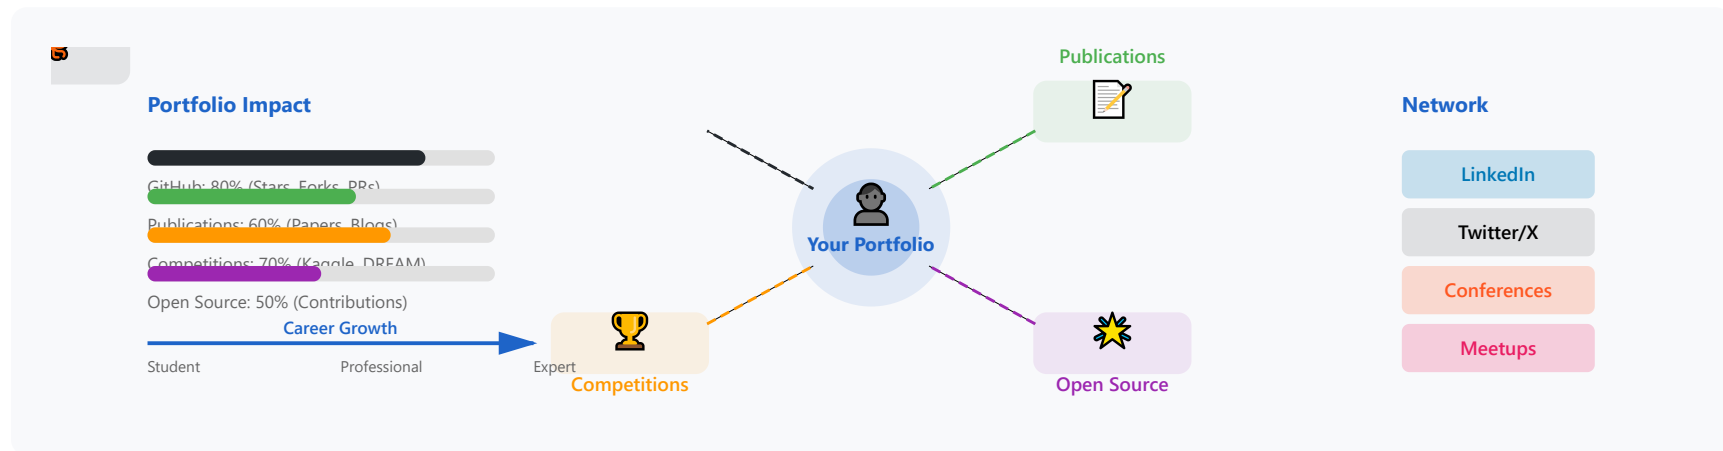 Portfolio Impact
GitHub: 80% (Stars, Forks, PRs)
Publications: 60% (Papers, Blogs)
Competitions: 70% (Kaggle, DREAM)
Open Source: 50% (Contributions)
Career Growth
Student
Professional
Expert
Publications
Your Portfolio
Competitions
Open Source
Network
LinkedIn
Twitter/X
Conferences
Meetups